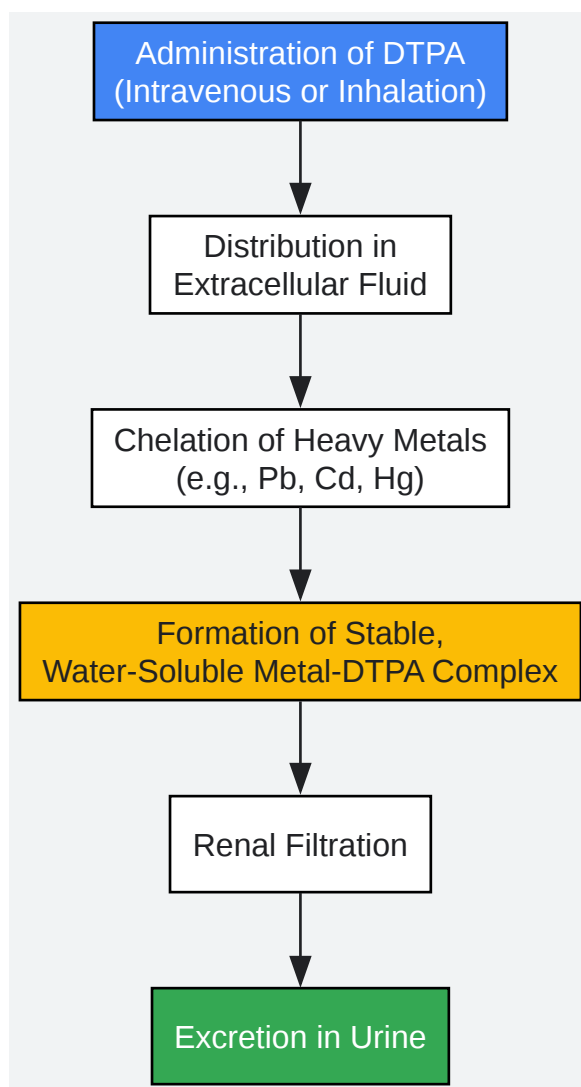 Administration of DTPA
(Intravenous or Inhalation)
Distribution in
Extracellular Fluid
Chelation of Heavy Metals
(e.g., Pb, Cd, Hg)
Formation of Stable,
Water-Soluble Metal-DTPA Complex
Renal Filtration
Excretion in Urine